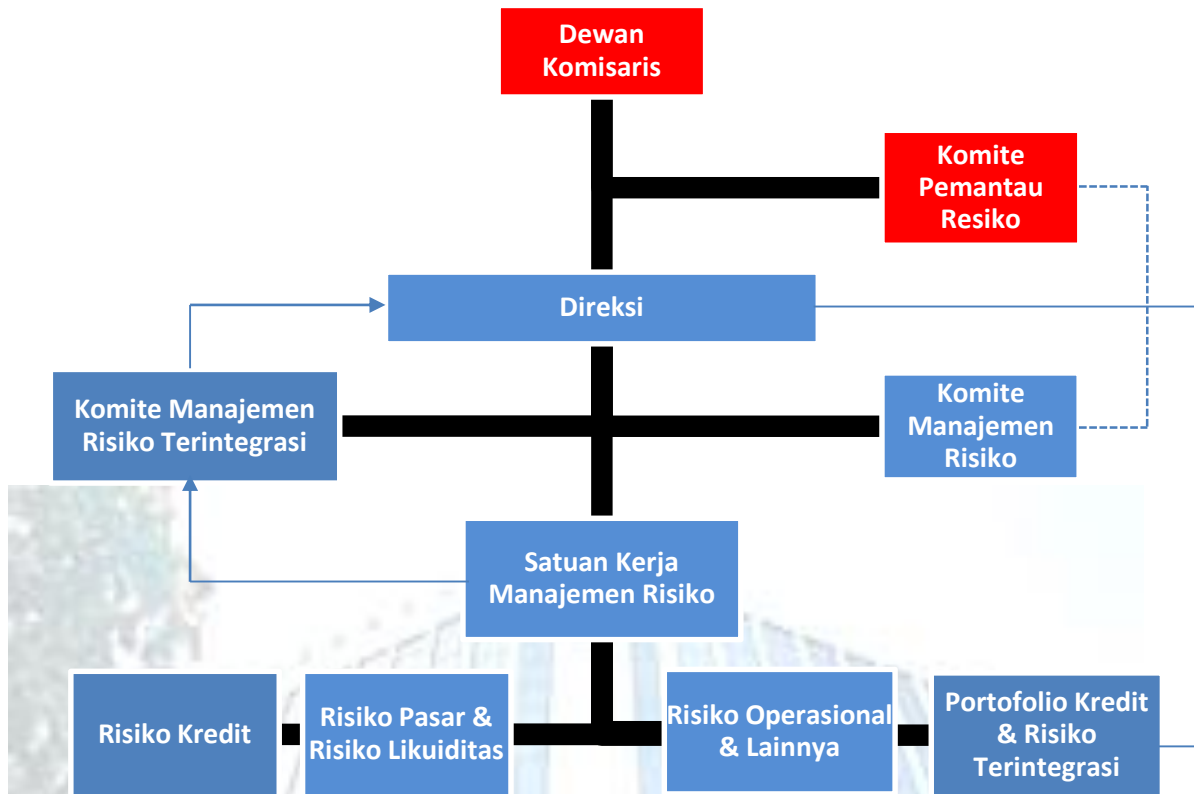 Dewan
Komisaris
Komite
Pemantau
Resiko
Direksi
Komite Manajemen
Risiko Terintegrasi
Komite
Manajemen
Risiko
Satuan Kerja
Manajemen Risiko
Risiko Kredit
Risiko Pasar &
Risiko Likuiditas
Risiko Operasional
& Lainnya
Portofolio Kredit
& Risiko
Terintegrasi